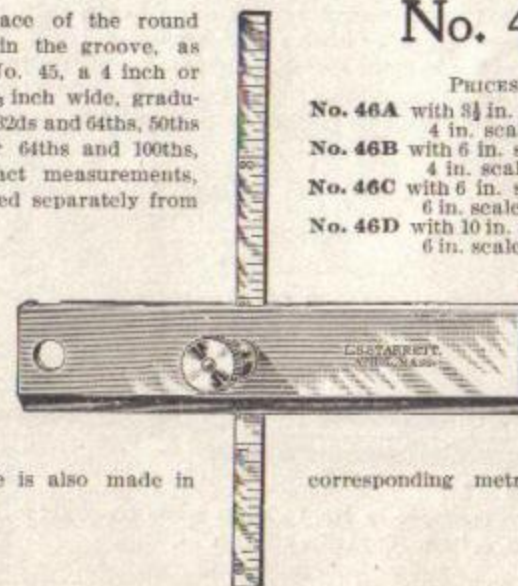 ace of the round
in the groove, as
No. 45, a 4 inch or
inch wide, gradu-
32ds and 64ths, 50ths
64ths and 100ths,
act measurements,
ed separately from
No. 4
PRICES
No. 46A with 3½ in.
4 in. scal
No. 46B with 6 in. s
4 in. scal
No. 46C with 6 in. s
6 in. scale
No. 46D with 10 in.
6 in. scale
L.S. STARRETT.
e is also made in
corresponding metr